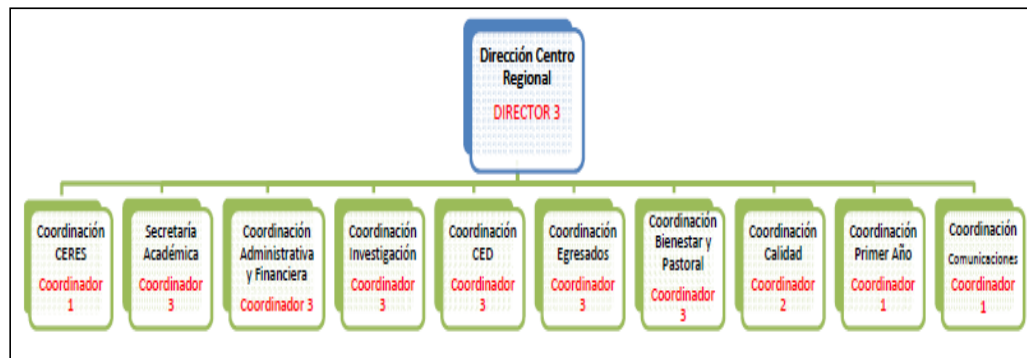 Dirección Centro
Regional
DIRECTOR 3
Coordinación
CERES
Coordinador
1
Secretaría
Académica
Coordinador
3
Coordinación
Administrativa
y Financiera
Coordinador 3
Coordinación
Investigación
Coordinador
3
Coordinación
CED
Coordinador
3
Coordinación
Egresados
Coordinador
3
Coordinación
Bienestar y
Pastoral
Coordinador
3
Coordinación
Calidad
Coordinador
2
Coordinación
Primer Año
Coordinador
1
Coordinación
Comunicaciones
Coordinador
1